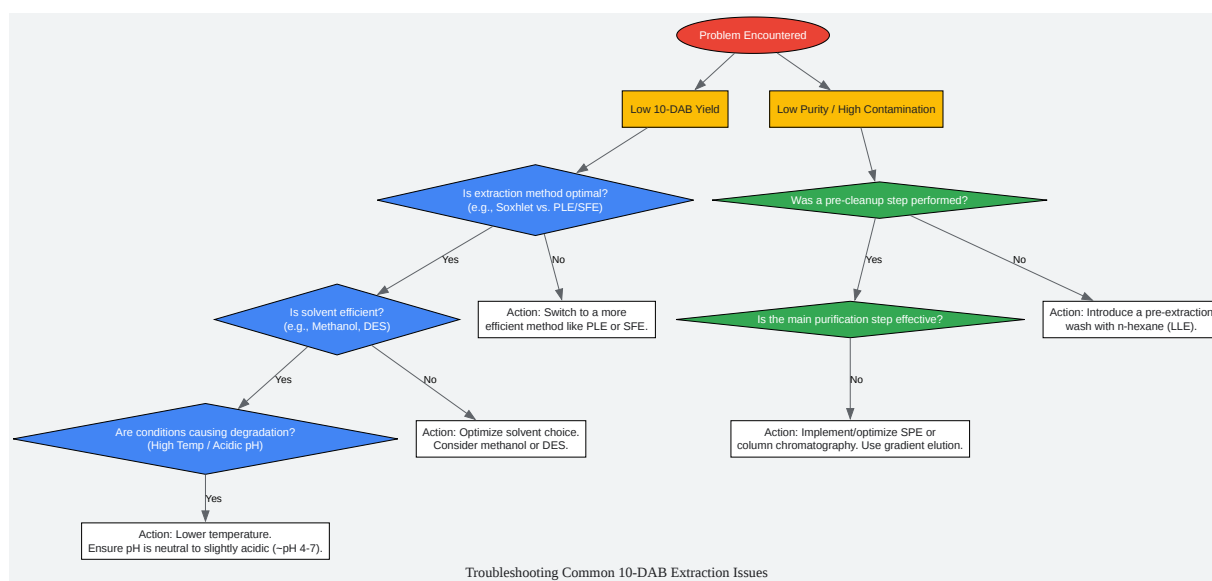 Problem Encountered
Low 10-DAB Yield
Low Purity / High Contamination
Is extraction method optimal?
(e.g., Soxhlet vs. PLE/SFE)
Was a pre-cleanup step performed?
Yes
No
Yes
No
Is solvent efficient?
(e.g., Methanol, DES)
Action: Switch to a more
efficient method like PLE or SFE.
Is the main purification step effective?
Action: Introduce a pre-extraction
wash with n-hexane (LLE).
Yes
No
No
Are conditions causing degradation?
(High Temp / Acidic pH)
Action: Optimize solvent choice.
Consider methanol or DES.
Action: Implement/optimize SPE or
column chromatography. Use gradient elution.
Yes
Action: Lower temperature.
Ensure pH is neutral to slightly acidic (~pH 4-7).
Troubleshooting Common 10-DAB Extraction Issues